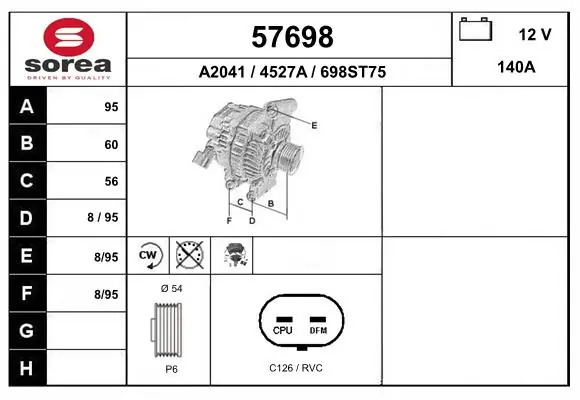 sorea
DRIVEN BY QUALITY
57698
A2041 / 4527A / 698ST75
12 V
140A
A 95
B 60
C 56
D 8 / 95
E 8/95
F 8/95
G
H
E
C B
F D
CW
Ø 54
P6
CPU DFM
C126 / RVC